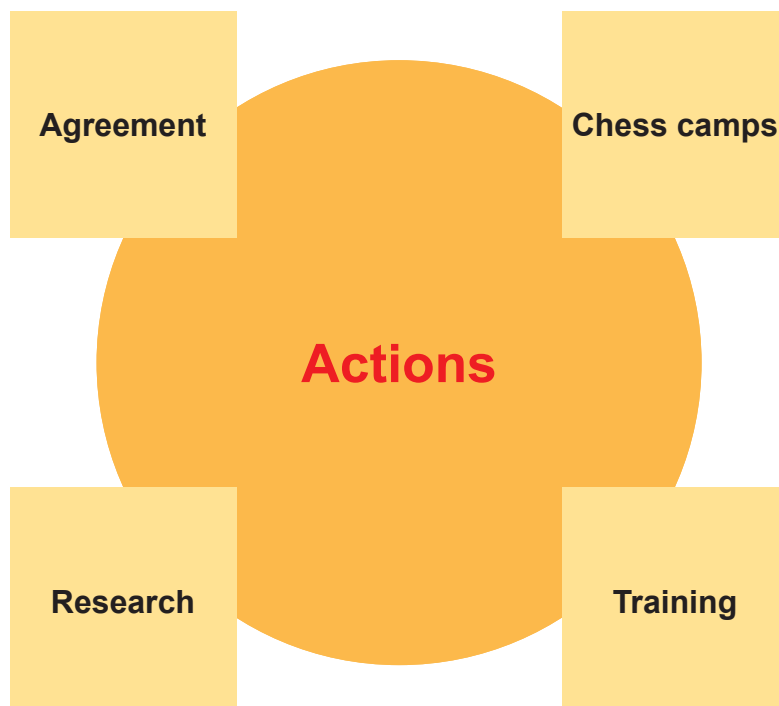 Agreement
Chess camps
Actions
Research
Training